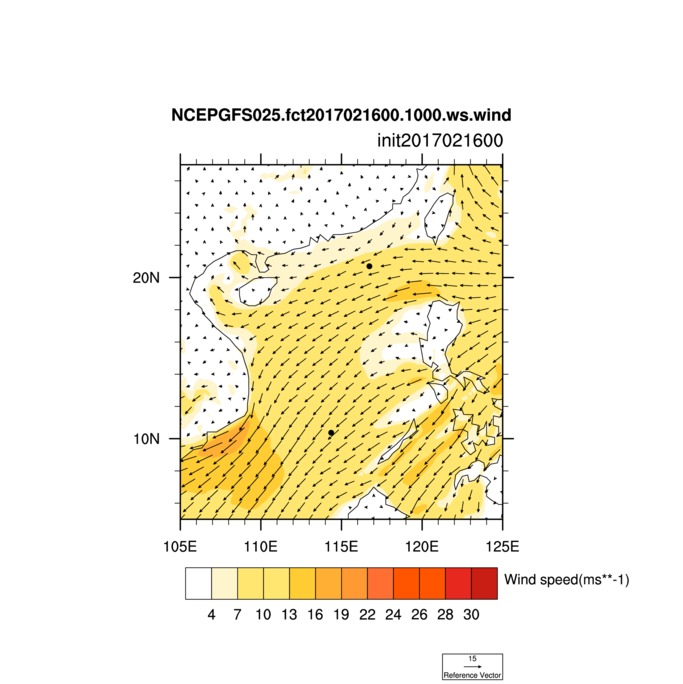 NCEPGFS025.fct2017021600.1000.ws.wind
init2017021600
20N
10N
105E 110E 115E 120E 125E
Wind speed(ms**-1)
4 7 10 13 16 19 22 24 26 28 30
15
Reference Vector